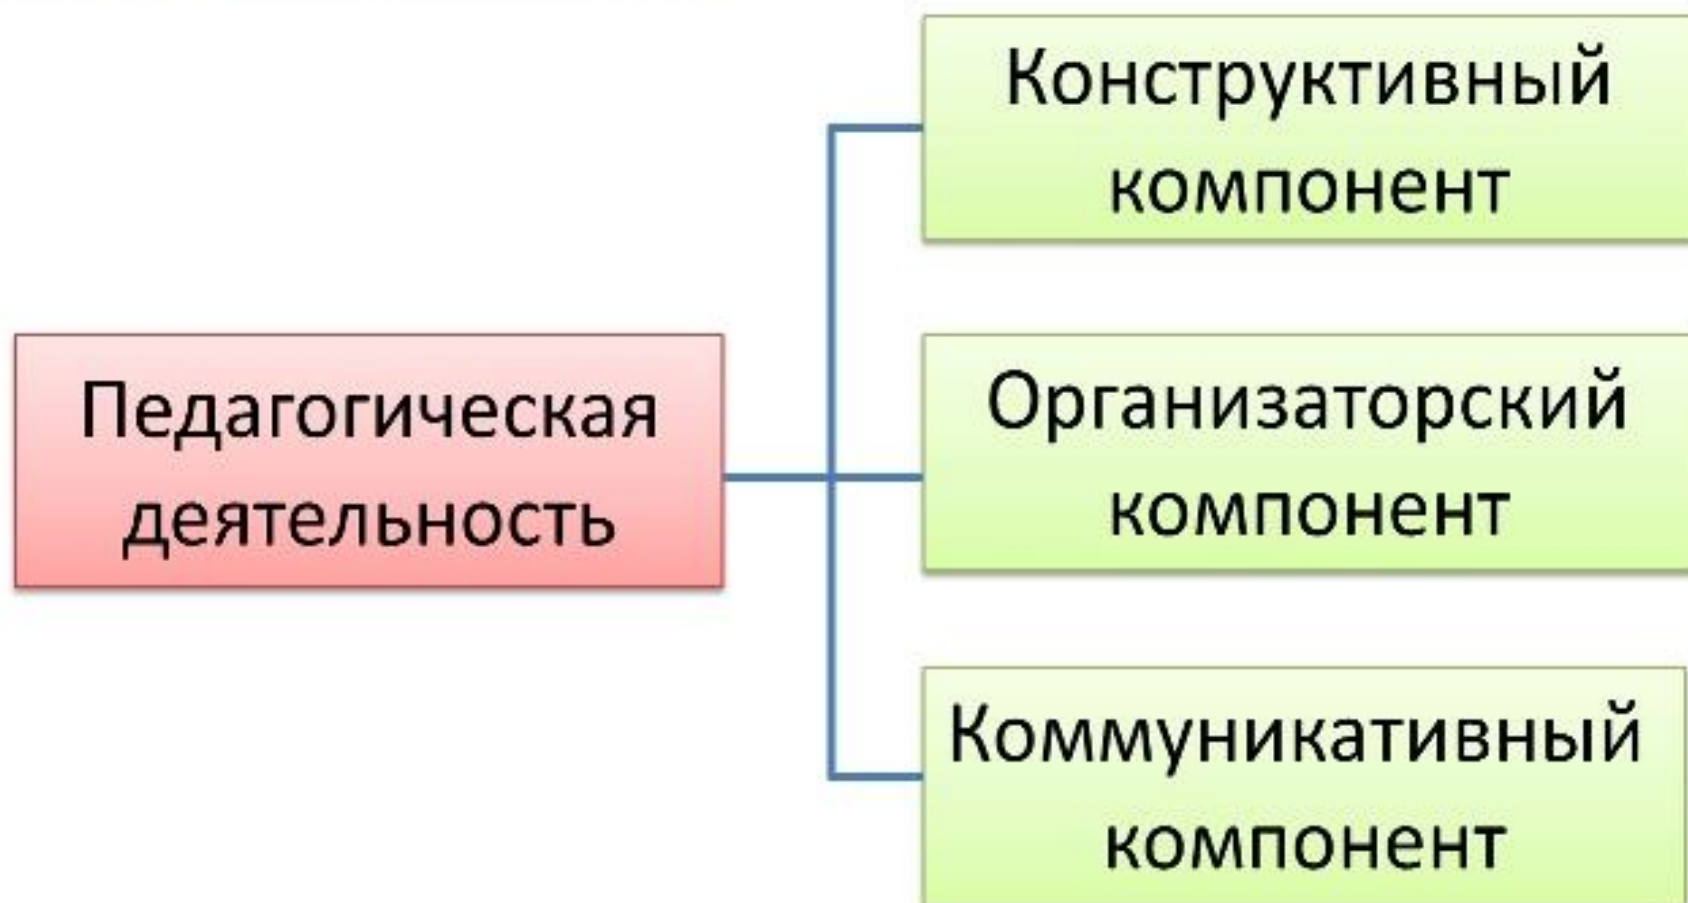 Конструктивный
компонент
Педагогическая
деятельность
Организаторский
компонент
Коммуникативный
компонент